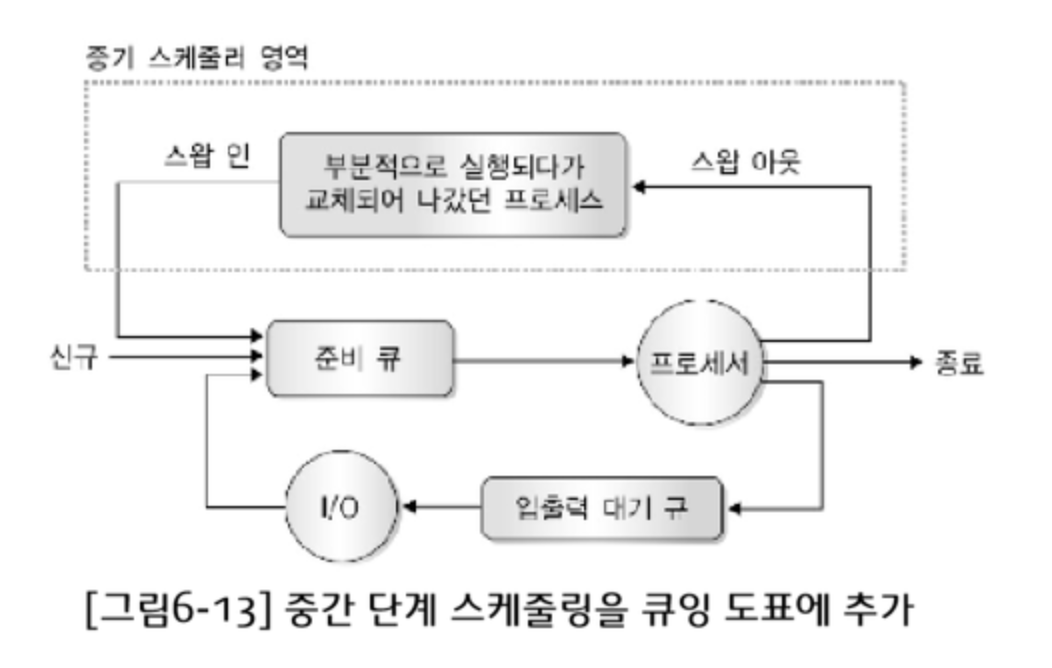 중기 스케줄러 영역
스왑 인
부분적으로 실행되다가
교체되어 나갔던 프로세스
스왑 아웃
신규
준비 큐
프로세서
종료
I/O
입출력 대기 큐
[그림6-13] 중간 단계 스케줄링을 큐잉 도표에 추가